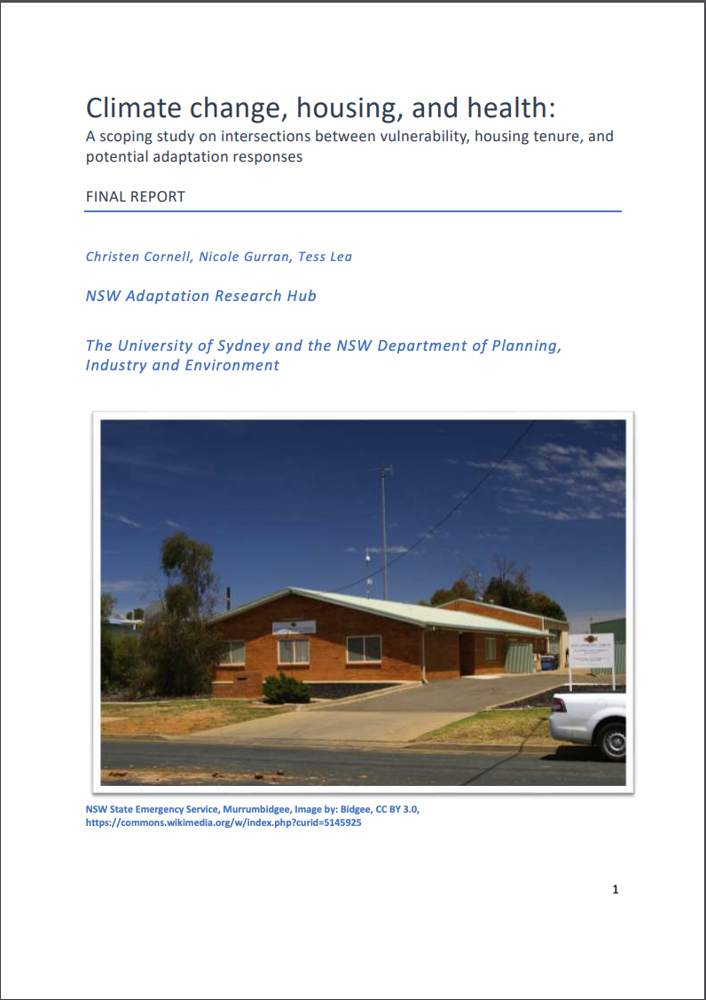 Climate change, housing, and health:
A scoping study on intersections between vulnerability, housing tenure, and
potential adaptation responses
FINAL REPORT
Christen Cornell, Nicole Gurran, Tess Lea
NSW Adaptation Research Hub
The University of Sydney and the NSW Department of Planning,
Industry and Environment
NSW State Emergency Service, Murrumbidgee, Image by: Bidgee, CC BY 3.0,
https://commons.wikimedia.org/w/index.php?curid=5145925
1